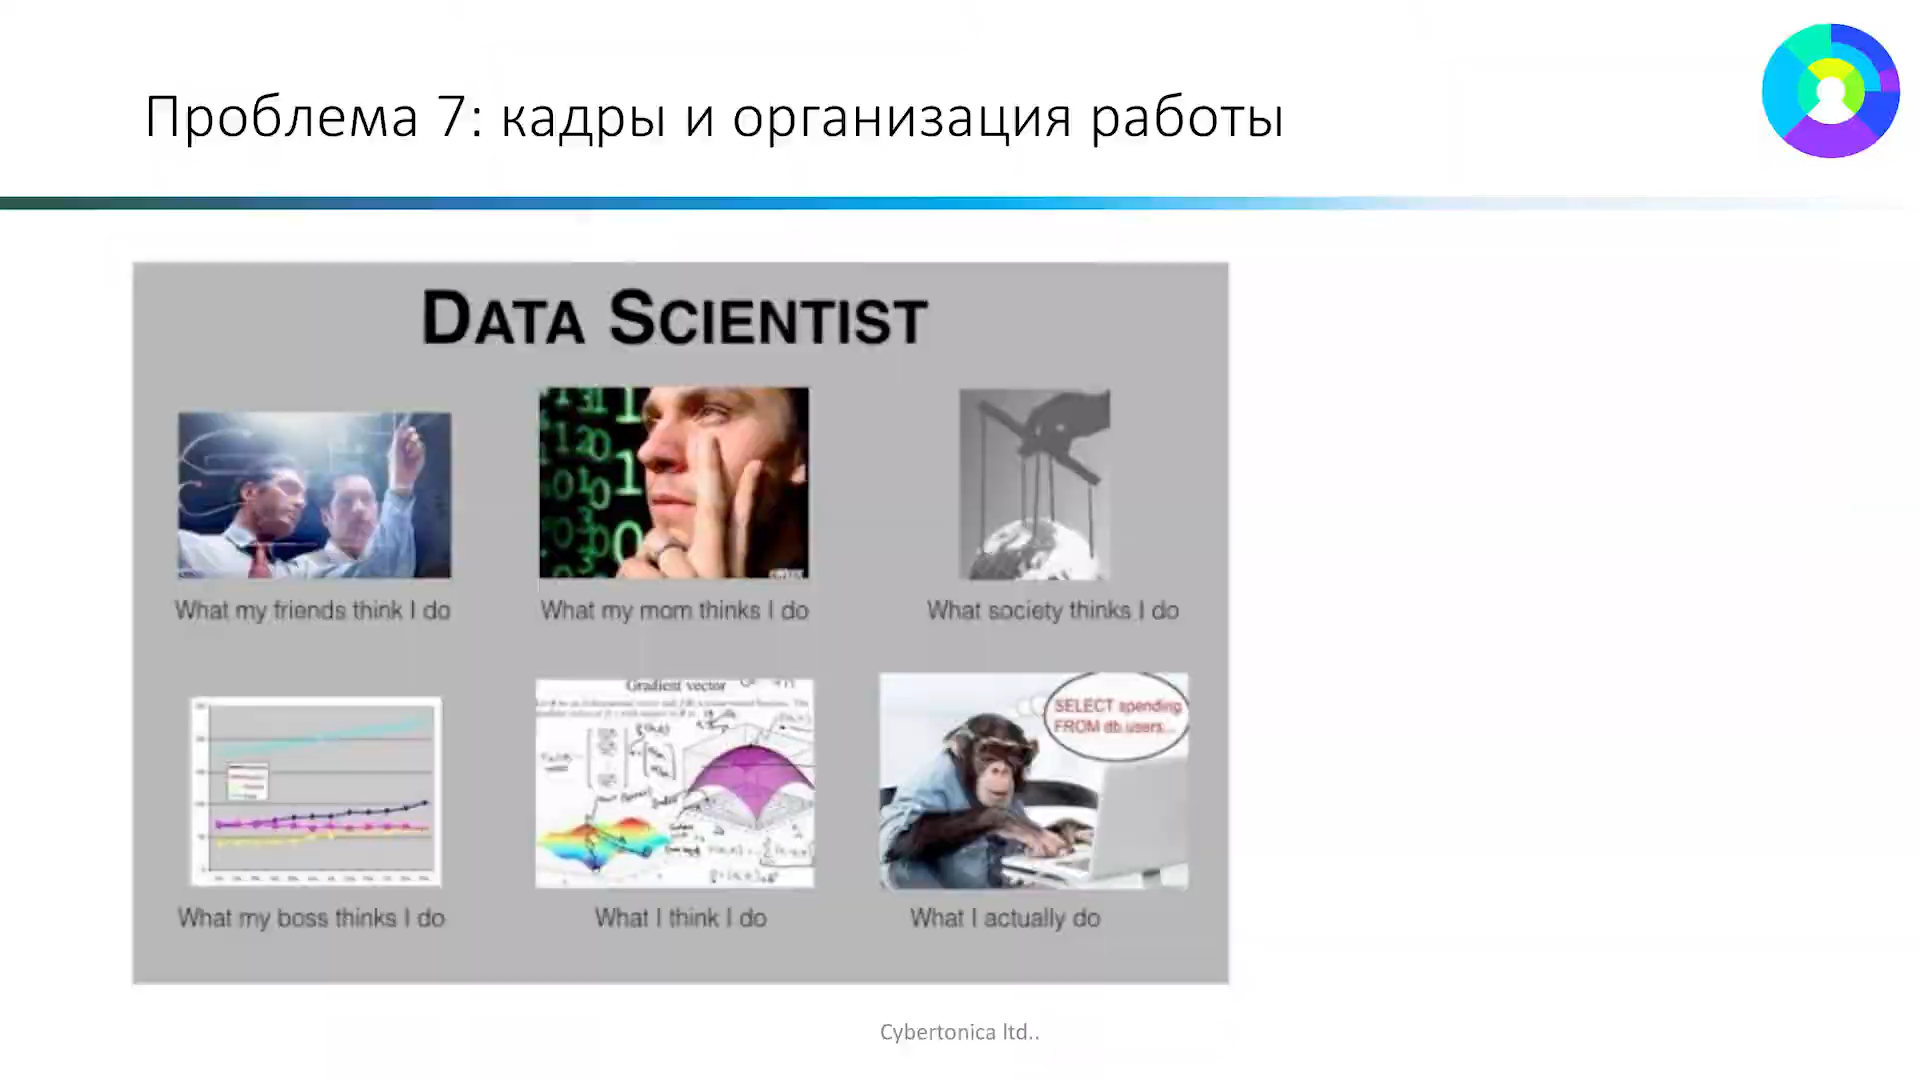 Проблема 7: кадры и организация работы
DATA SCIENTIST
What my friends think I do
What my mom thinks I do
What society thinks I do
Gradient vector
SELECT spending
FROM db.users...
What my boss thinks I do
What I think I do
What I actually do
Cybertonica ltd..